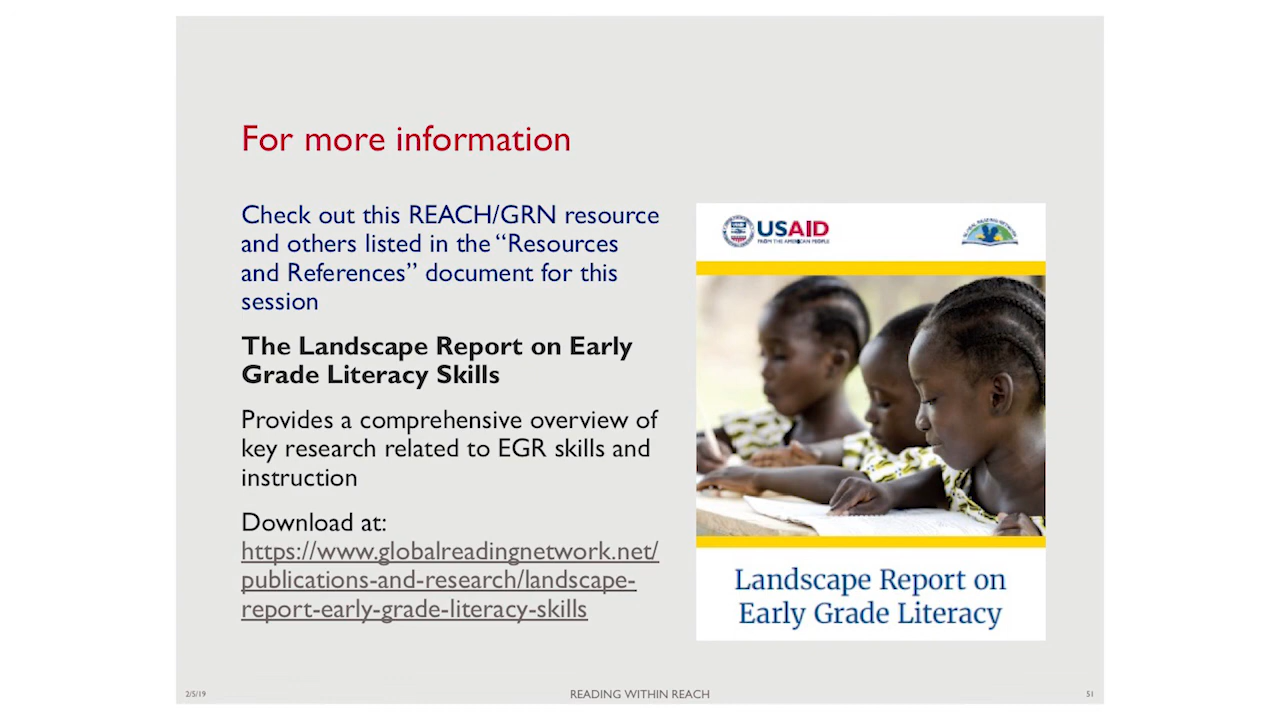 For more information
Check out this REACH/GRN resource
and others listed in the “Resources
and References” document for this
session
The Landscape Report on Early
Grade Literacy Skills
Provides a comprehensive overview of
key research related to EGR skills and
instruction
Download at:
https://www.globalreadingnetwork.net/
publications-and-research/landscape-
report-early-grade-literacy-skills
USAID
FROM THE AMERICAN PEOPLE
Landscape Report on
Early Grade Literacy
2/5/19
READING WITHIN REACH
51